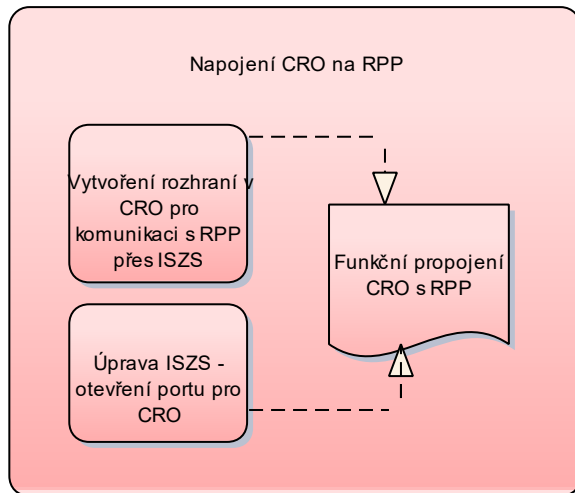 Napojení CRO na RPP
Vytvoření rozhraní v
CRO pro
komunikaci s RPP
přes ISZS
Funkční propojení
CRO s RPP
Úprava ISZS -
otevření portu pro
CRO